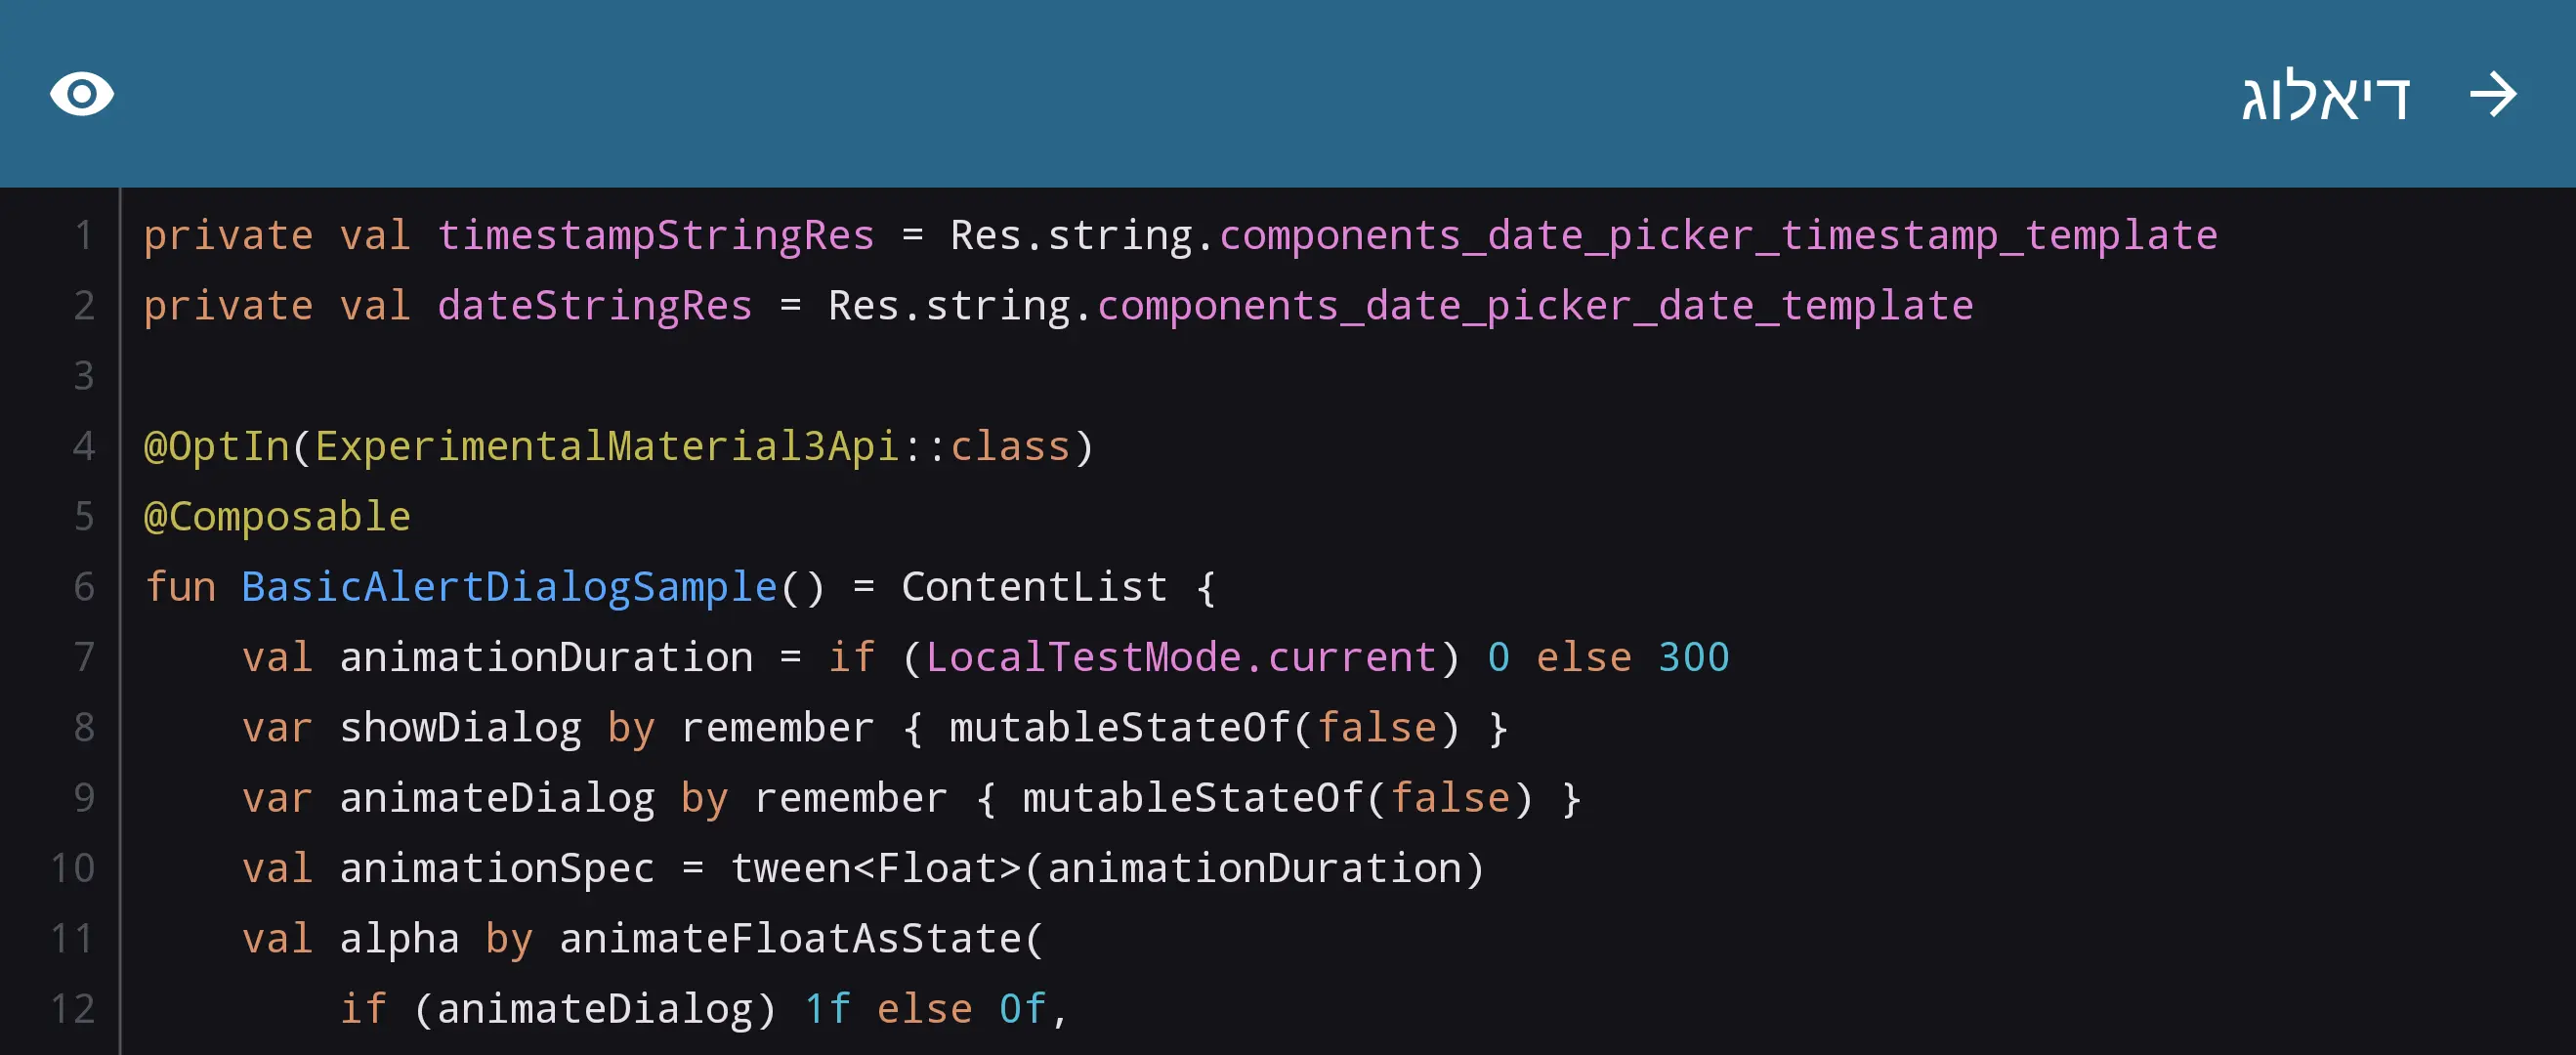 דיאלוג
1 private val timestampStringRes = Res.string.components_date_picker_timestamp_template
2 private val dateStringRes = Res.string.components_date_picker_date_template
3
4 @OptIn(ExperimentalMaterial3Api::class)
5 @Composable
6 fun BasicAlertDialogSample() = ContentList {
7     val animationDuration = if (LocalTestMode.current) 0 else 300
8     var showDialog by remember { mutableStateOf(false) }
9     var animateDialog by remember { mutableStateOf(false) }
10     val animationSpec = tween<Float>(animationDuration)
11     val alpha by animateFloatAsState(
12         if (animateDialog) 1f else 0f,